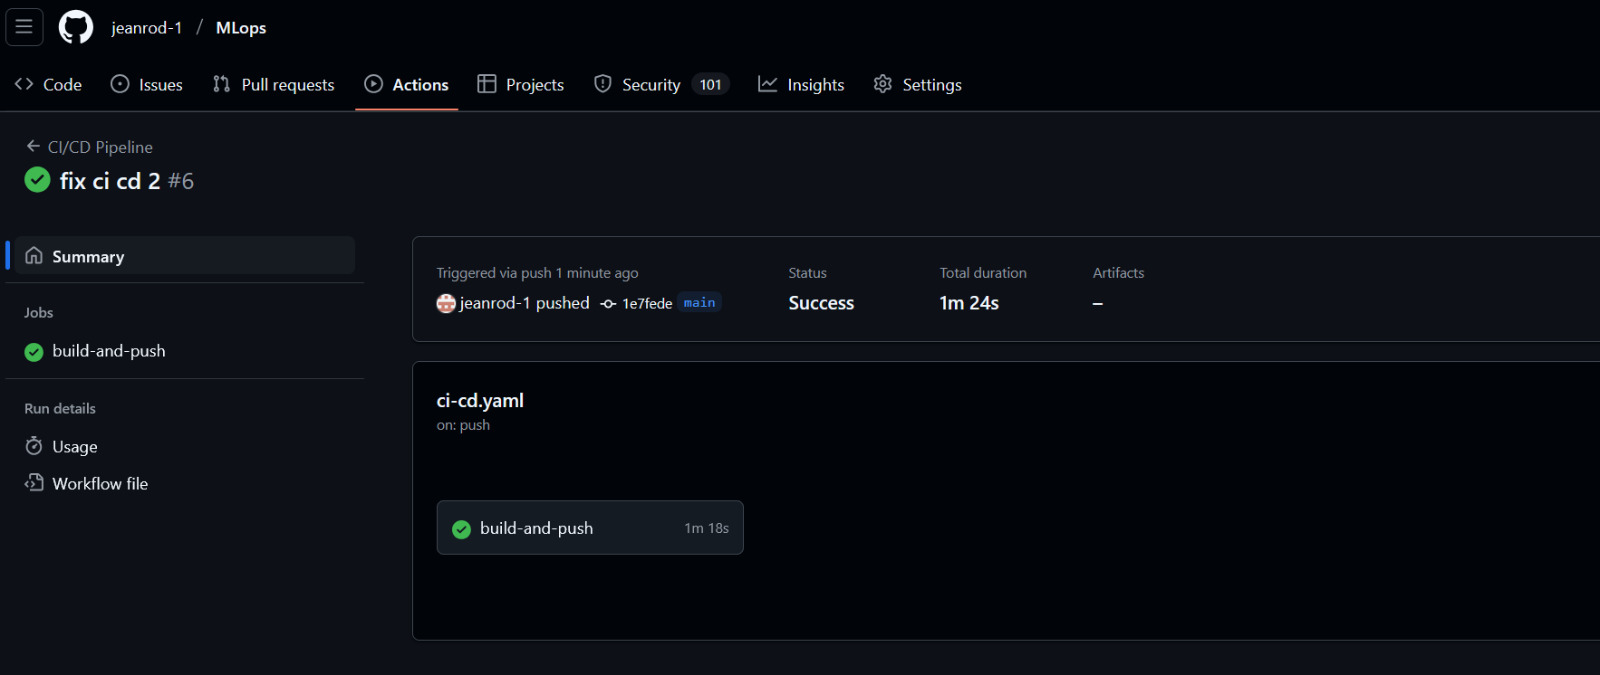 jeanrod-1 / MLops
Code Issues Pull requests Actions Projects Security 101 Insights Settings
← CI/CD Pipeline
fix ci cd 2 #6
Summary
Jobs
build-and-push
Run details
Usage
Workflow file
Triggered via push 1 minute ago
jeanrod-1 pushed 1e7fede main
Status
Success
Total duration
1m 24s
Artifacts
–
ci-cd.yaml
on: push
build-and-push 1m 18s